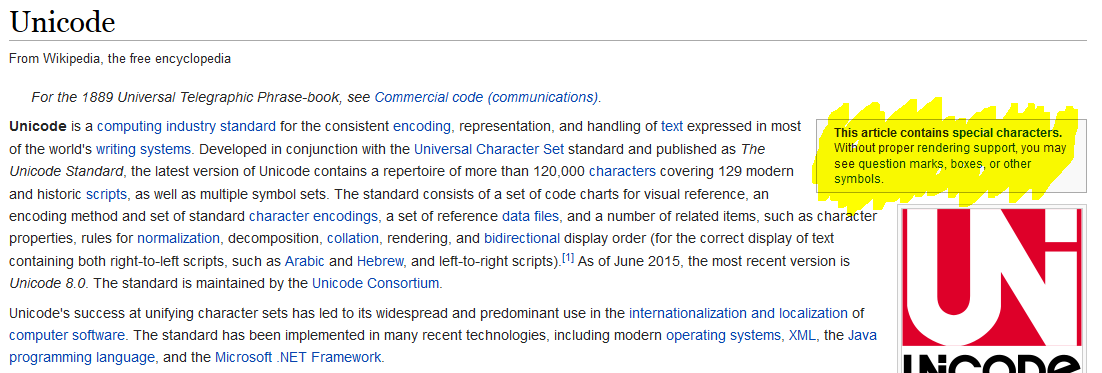 Unicode
From Wikipedia, the free encyclopedia
For the 1889 Universal Telegraphic Phrase-book, see Commercial code (communications).
Unicode is a computing industry standard for the consistent encoding, representation, and handling of text expressed in most
of the world's writing systems. Developed in conjunction with the Universal Character Set standard and published as The
Unicode Standard, the latest version of Unicode contains a repertoire of more than 120,000 characters covering 129 modern
and historic scripts, as well as multiple symbol sets. The standard consists of a set of code charts for visual reference, an
encoding method and set of standard character encodings, a set of reference data files, and a number of related items, such as character
properties, rules for normalization, decomposition, collation, rendering, and bidirectional display order (for the correct display of text
containing both right-to-left scripts, such as Arabic and Hebrew, and left-to-right scripts).[1] As of June 2015, the most recent version is
Unicode 8.0. The standard is maintained by the Unicode Consortium.
Unicode's success at unifying character sets has led to its widespread and predominant use in the internationalization and localization of
computer software. The standard has been implemented in many recent technologies, including modern operating systems, XML, the Java
programming language, and the Microsoft .NET Framework.
This article contains special characters.
Without proper rendering support, you may
see question marks, boxes, or other
symbols.
UNi
UNiCODe